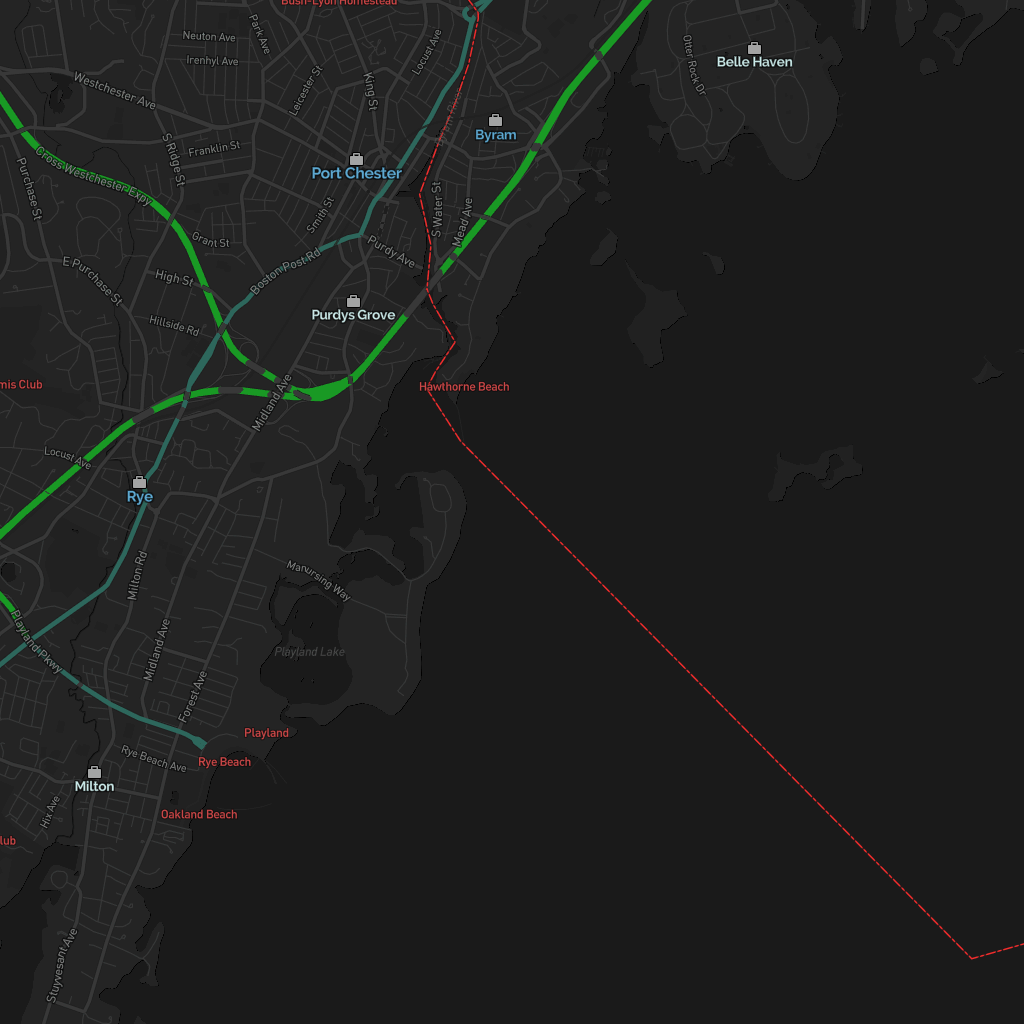 Bush-Lyon Homestead
Park Ave
Neuton Ave
Locust Ave
Otter Rock Dr
Belle Haven
Irenhyl Ave
Leicester St
King St
Westchester Ave
Byram
S Ridge St
Franklin St
Port Chester
Cross Westchester Expy
Purchase St
Smith St
S Water St
Mead Ave
Grant St
Purdy Ave
Boston Post Rd
E Purchase St
High St
Purdys Grove
Hillside Rd
mis Club
Hawthorne Beach
Midland Ave
Locust Ave
Rye
Milton Rd
Manursing Way
Playland Pkwy
Midland Ave
Playland Lake
Forest Ave
Playland
Rye Beach Ave
Rye Beach
Milton
Hix Ave
Oakland Beach
lub
Stuyvesant Ave